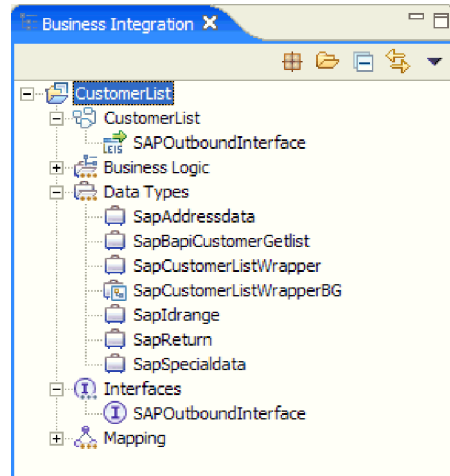 Business Integration
CustomerList
CustomerList
EIS
SAPOutboundInterface
Business Logic
Data Types
SapAddressdata
SapBapiCustomerGetlist
SapCustomerListWrapper
SapCustomerListWrapperBG
SapIdrange
SapReturn
SapSpecialdata
Interfaces
SAPOutboundInterface
Mapping